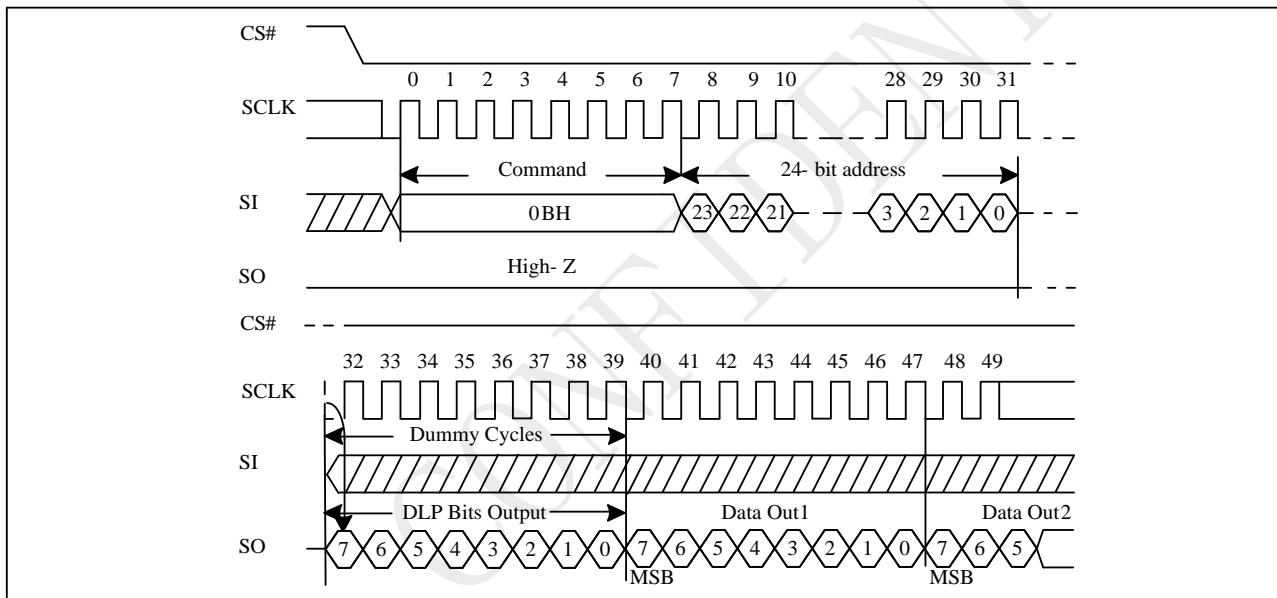 CS#
0 1 2 3 4 5 6 7 8 9 10 28 29 30 31
SCLK
Command 24- bit address
SI 0BH 23 22 21 3 2 1 0
High- Z
SO
CS#
32 33 34 35 36 37 38 39 40 41 42 43 44 45 46 47 48 49
SCLK
Dummy Cycles
SI
DLP Bits Output Data Out1 Data Out2
SO 7 6 5 4 3 2 1 0 7 6 5 4 3 2 1 0 7 6 5
MSB MSB
CONFIDENT